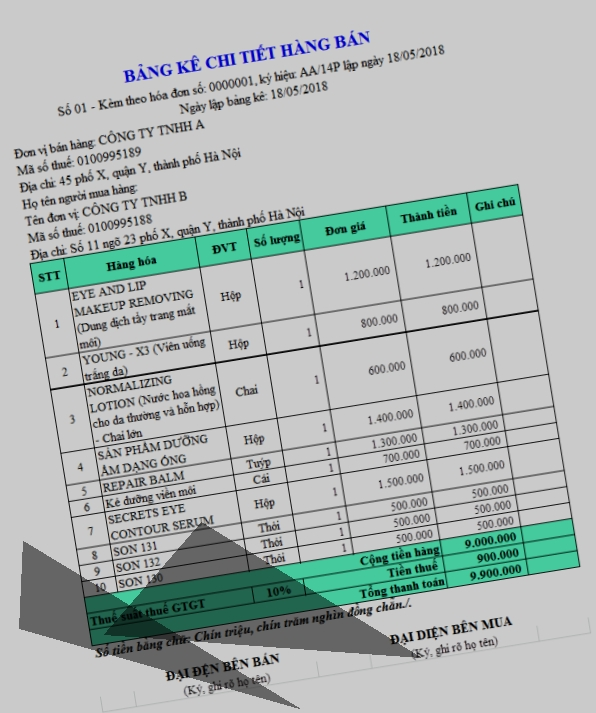 BẢNG KÊ CHI TIẾT HÀNG BÁN
Số 01 - Kèm theo hóa đơn số: 0000001, ký hiệu: AA/14P lập ngày 18/05/2018
Ngày lập bảng kê: 18/05/2018
Đơn vị bán hàng: CÔNG TY TNHH A
Mã số thuế: 0100995189
Địa chỉ: 45 phố X, quận Y, thành phố Hà Nội
Họ tên người mua hàng:
Tên đơn vị: CÔNG TY TNHH B
Mã số thuế: 0100995188
Địa chỉ: Số 11 ngõ 23 phố X, quận Y, thành phố Hà Nội
STT Hàng hóa ĐVT Số lượng Đơn giá Thành tiền Ghi chú
1 EYE AND LIP
MAKEUP REMOVING
(Dung dịch tẩy trang mắt
môi) Hộp 1 1.200.000 1.200.000
2 YOUNG - X3 (Viên uống
trắng da) Hộp 1 800.000 800.000
3 NORMALIZING
LOTION (Nước hoa hồng
cho da thường và hỗn hợp)
- Chai lớn Chai 1 600.000 600.000
4 SẢN PHẨM DƯỠNG
ẨM DẠNG ỐNG Hộp 1 1.400.000 1.400.000
5 REPAIR BALM Tuýp 1 1.300.000 1.300.000
6 Kẻ đường viền môi Cái 1 700.000 700.000
7 SECRETS EYE
CONTOUR SERUM Hộp 1 1.500.000 1.500.000
8 SON 131 Thỏi 1 500.000 500.000
9 SON 132 Thỏi 1 500.000 500.000
10 SON 130 Thỏi 1 500.000 500.000
Cộng tiền hàng 9.000.000
Thuế suất thuế GTGT 10% Tiền thuế 900.000
Tổng thanh toán 9.900.000
Số tiền bằng chữ: Chín triệu, chín trăm nghìn đồng chẵn./.
ĐẠI ĐỆN BÊN BÁN ĐẠI DIỆN BÊN MUA
(Ký, ghi rõ họ tên) (Ký, ghi rõ họ tên)